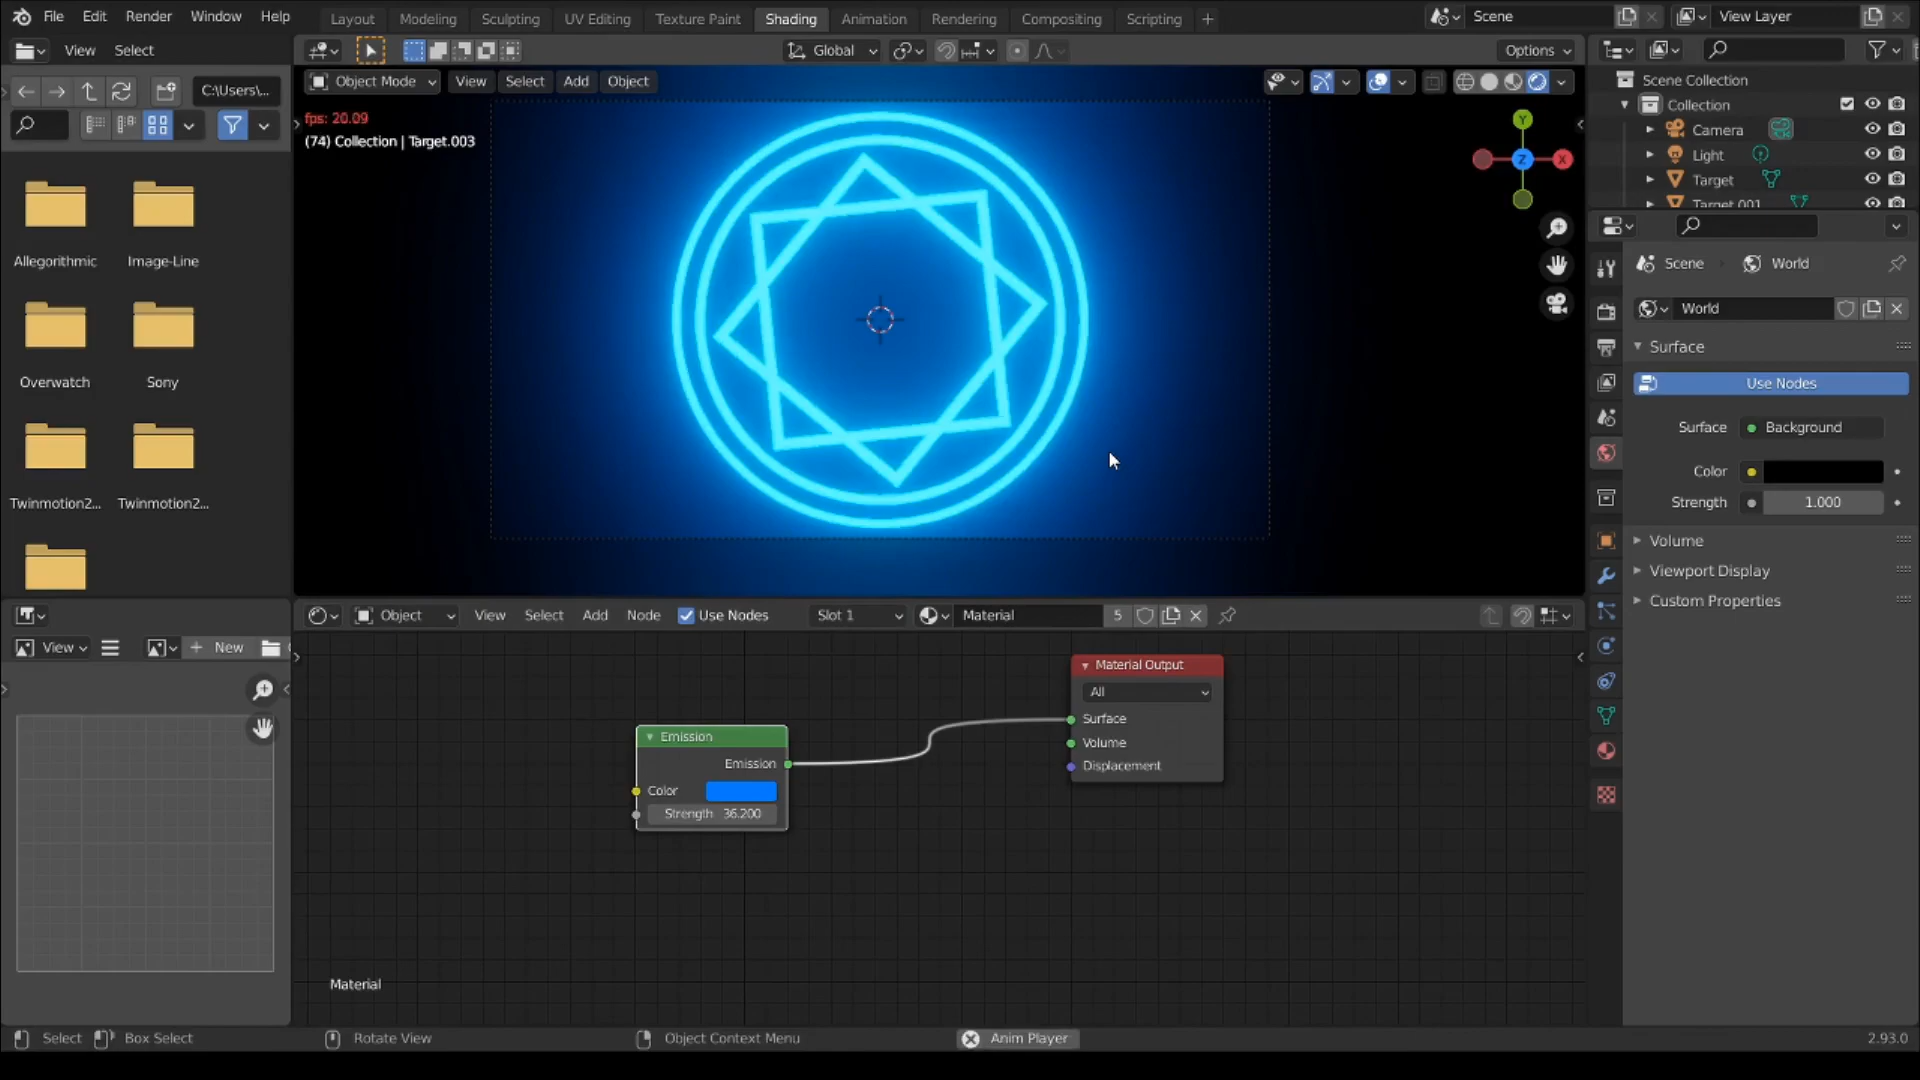 File Edit Render Window Help Layout Modeling Sculpting UV Editing Texture Paint Shading Animation Rendering Compositing Scripting + Scene View Layer
View Select Global Options
C:\Users\... Object Mode View Select Add Object
fps: 20.09
(74) Collection | Target.003
Y
Z
X
Allegorithmic Image-Line
Overwatch Sony
Twinmotion2... Twinmotion2...
Scene Collection
Collection
Camera
Light
Target
Target.001
Scene World
World
Surface
Use Nodes
Surface Background
Color
Strength 1.000
Volume
Viewport Display
Custom Properties
Object View Select Add Node Use Nodes Slot 1 Material 5
View + New
Material Output
All
Surface
Volume
Displacement
Emission
Emission
Color
Strength 36.200
Material
Select Box Select Rotate View Object Context Menu Anim Player 2.93.0